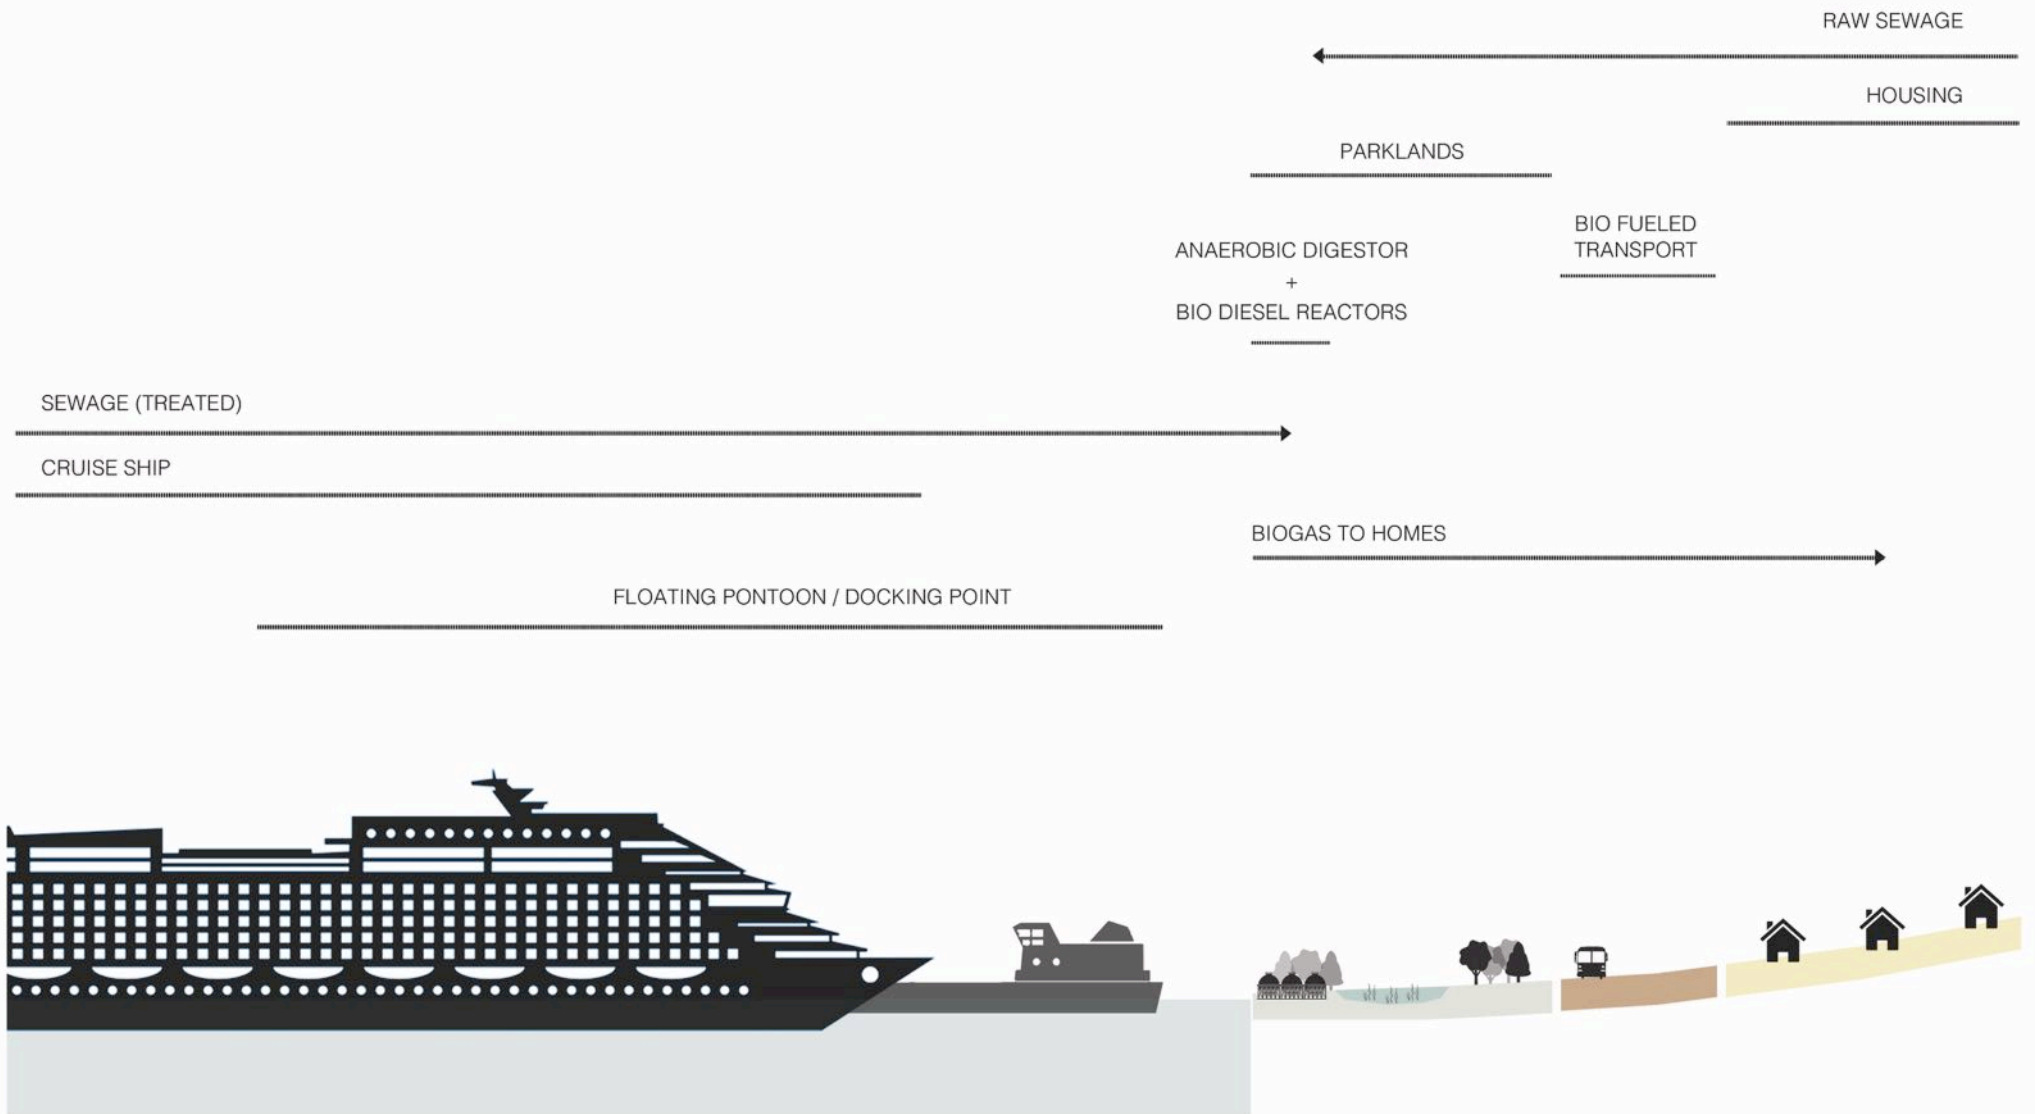 RAW SEWAGE
HOUSING
PARKLANDS
BIO FUELED
TRANSPORT
ANAEROBIC DIGESTOR
+
BIO DIESEL REACTORS
SEWAGE (TREATED)
CRUISE SHIP
BIOGAS TO HOMES
FLOATING PONTOON / DOCKING POINT